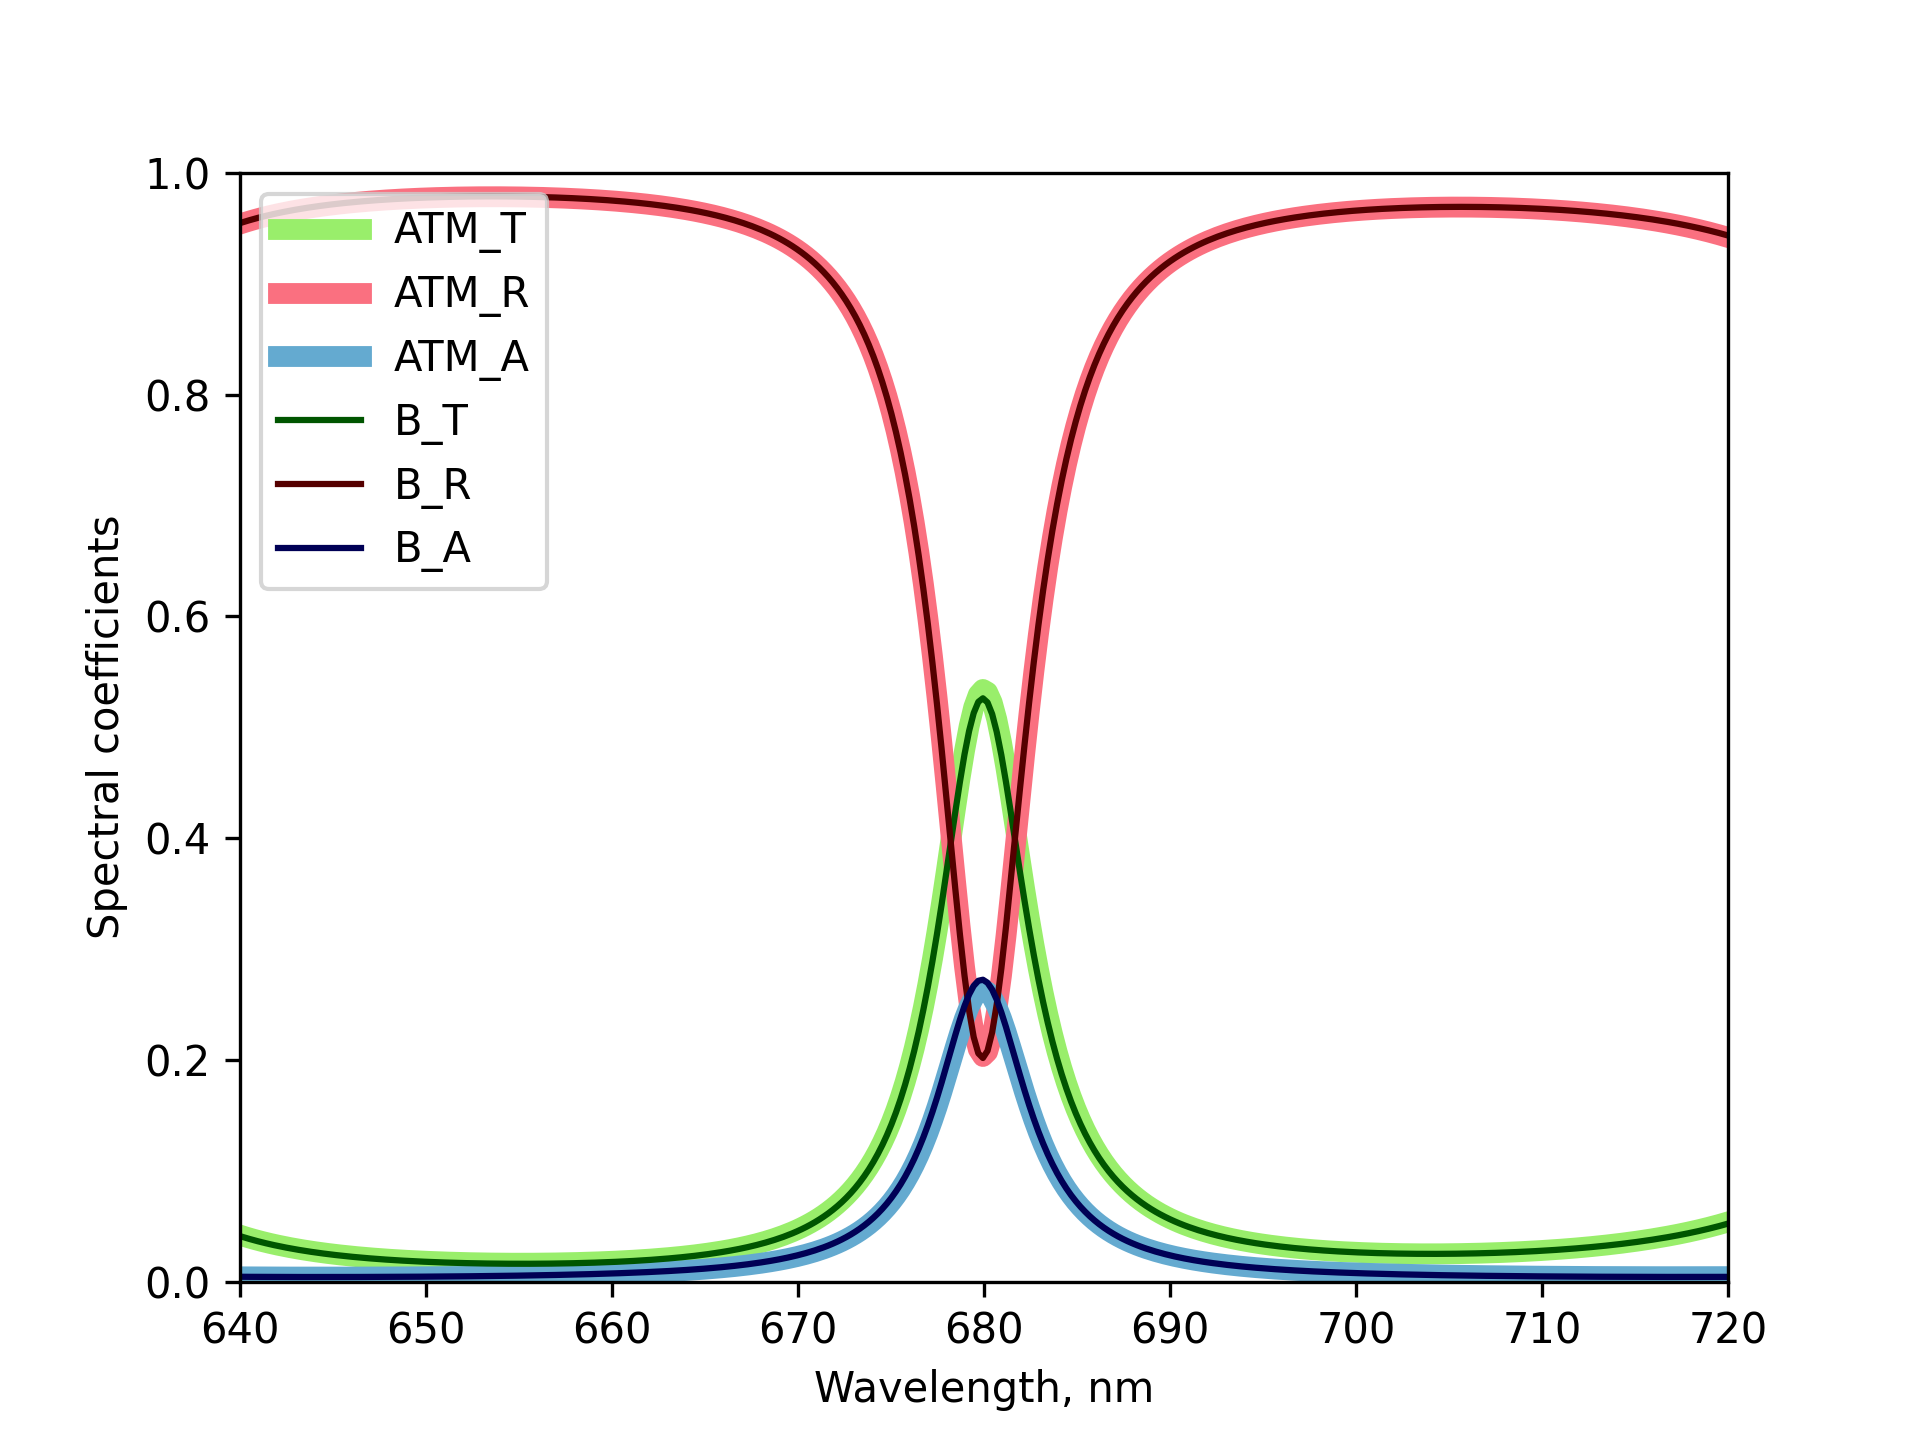 1.0
0.8
0.6
0.4
0.2
0.0
Spectral coefficients
ATM_T
ATM_R
ATM_A
B_T
B_R
B_A
640 650 660 670 680 690 700 710 720
Wavelength, nm